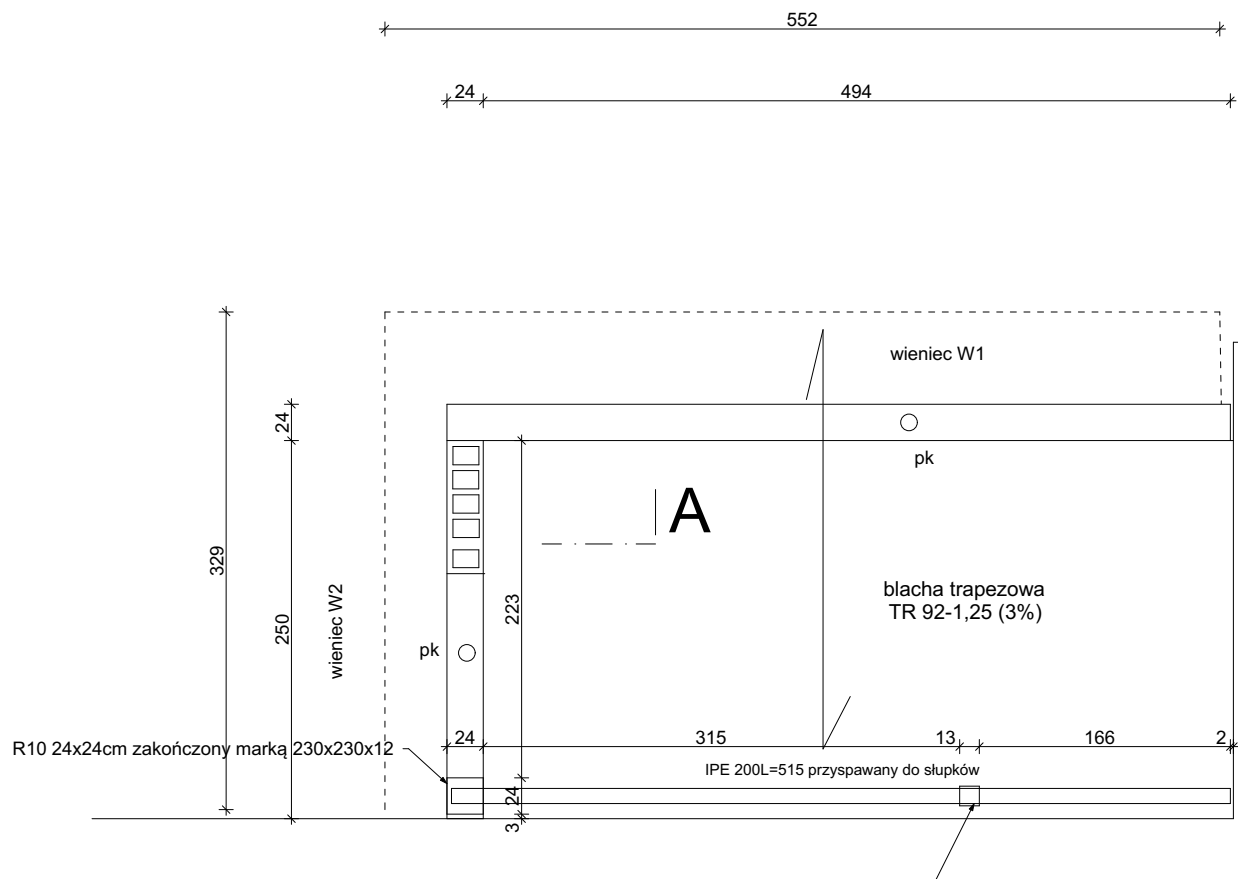 552
24
494
wieniec W1
24
pk
A
329
250
wieniec W2
223
blacha trapezowa
TR 92-1,25 (3%)
pk
R10 24x24cm zakończony marką 230x230x12
24
315
13
166
2
IPE 200L=515 przyspawany do słupków
24
3